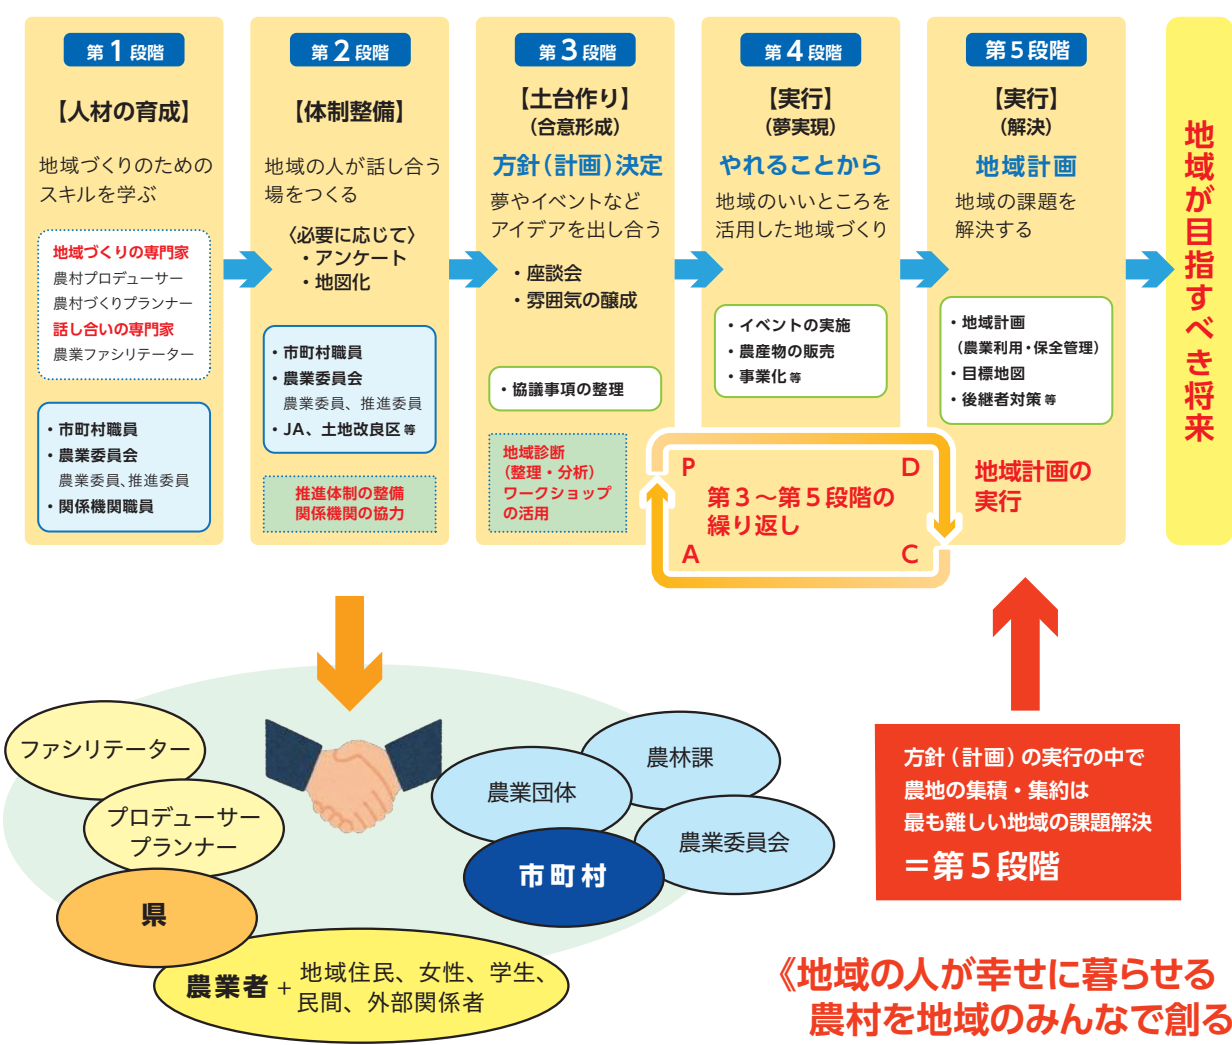 第1段階
【人材の育成】
地域づくりのための
スキルを学ぶ
地域づくりの専門家
農村プロデューサー
農村づくりプランナー
話し合いの専門家
農業ファシリテーター
・市町村職員
・農業委員会
農業委員、推進委員
・関係機関職員
第2段階
【体制整備】
地域の人が話し合う
場をつくる
〈必要に応じて〉
・アンケート
・地図化
・市町村職員
・農業委員会
農業委員、推進委員
・JA、土地改良区 等
推進体制の整備
関係機関の協力
第3段階
【土台作り】
(合意形成)
方針(計画)決定
夢やイベントなど
アイデアを出し合う
・座談会
・雰囲気の醸成
・協議事項の整理
地域診断
(整理・分析)
ワークショップ
の活用
第4段階
【実行】
(夢実現)
やれることから
地域のいいところを
活用した地域づくり
・イベントの実施
・農産物の販売
・事業化 等
第5段階
【実行】
(解決)
地域計画
地域の課題を
解決する
・地域計画
(農業利用・保全管理)
・目標地図
・後継者対策 等
地域計画の
実行
P
D
第3～第5段階の
繰り返し
A
C
地域が目指すべき将来
ファシリテーター
プロデューサー
プランナー
県
農業者 + 地域住民、女性、学生、
民間、外部関係者
農林課
農業団体
農業委員会
市町村
方針(計画)の実行の中で
農地の集積・集約は
最も難しい地域の課題解決
＝第5段階
《地域の人が幸せに暮らせる
農村を地域のみんなで創る